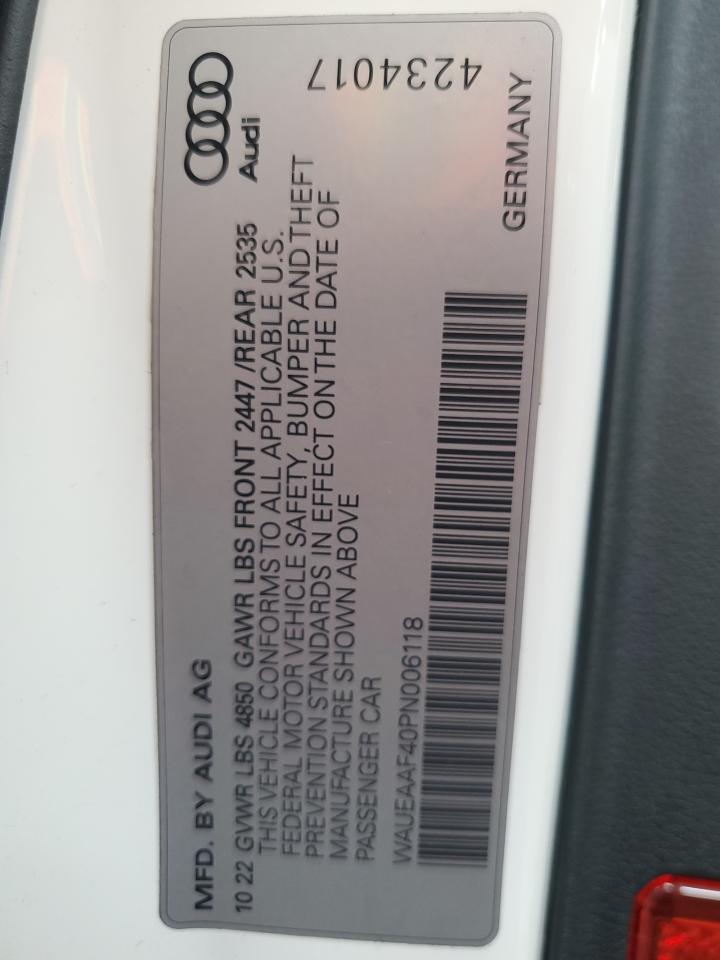 MFD. BY AUDI AG
10 22 GVWR LBS 4850 GAWR LBS FRONT 2447 /REAR 2535
THIS VEHICLE CONFORMS TO ALL APPLICABLE U.S.
FEDERAL MOTOR VEHICLE SAFETY, BUMPER AND THEFT
PREVENTION STANDARDS IN EFFECT ON THE DATE OF
MANUFACTURE SHOWN ABOVE
PASSENGER CAR
WAUEAAF40PN006118
Audi
4234017
GERMANY